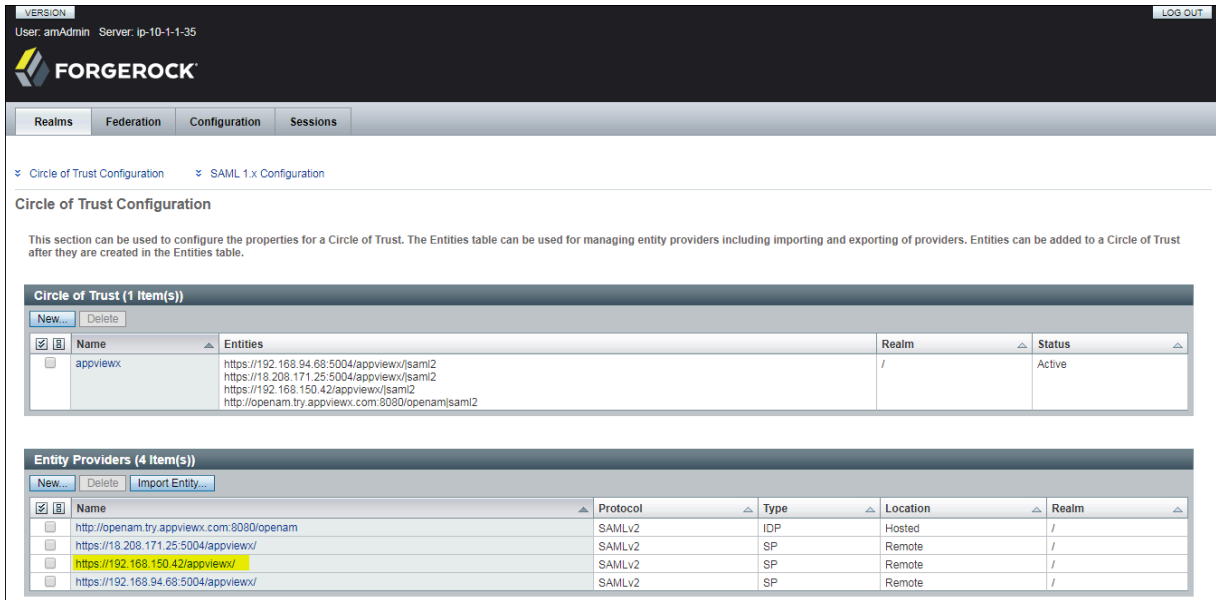 VERSION LOG OUT
User: amAdmin Server: ip-10-1-1-35
FORGEROCK
Realms Federation Configuration Sessions
Circle of Trust Configuration SAML 1.x Configuration
Circle of Trust Configuration
This section can be used to configure the properties for a Circle of Trust. The Entities table can be used for managing entity providers including importing and exporting of providers. Entities can be added to a Circle of Trust
after they are created in the Entities table.
Circle of Trust (1 Item(s))
New... Delete
Name Entities Realm Status
appviewx https://192.168.94.68:5004/appviewx/|saml2 / Active
https://18.208.171.25:5004/appviewx/|saml2
https://192.168.150.42/appviewx/|saml2
http://openam.try.appviewx.com:8080/openam|saml2
Entity Providers (4 Item(s))
New... Delete Import Entity...
Name Protocol Type Location Realm
http://openam.try.appviewx.com:8080/openam SAMLv2 IDP Hosted /
https://18.208.171.25:5004/appviewx/ SAMLv2 SP Remote /
https://192.168.150.42/appviewx/ SAMLv2 SP Remote /
https://192.168.94.68:5004/appviewx/ SAMLv2 SP Remote /